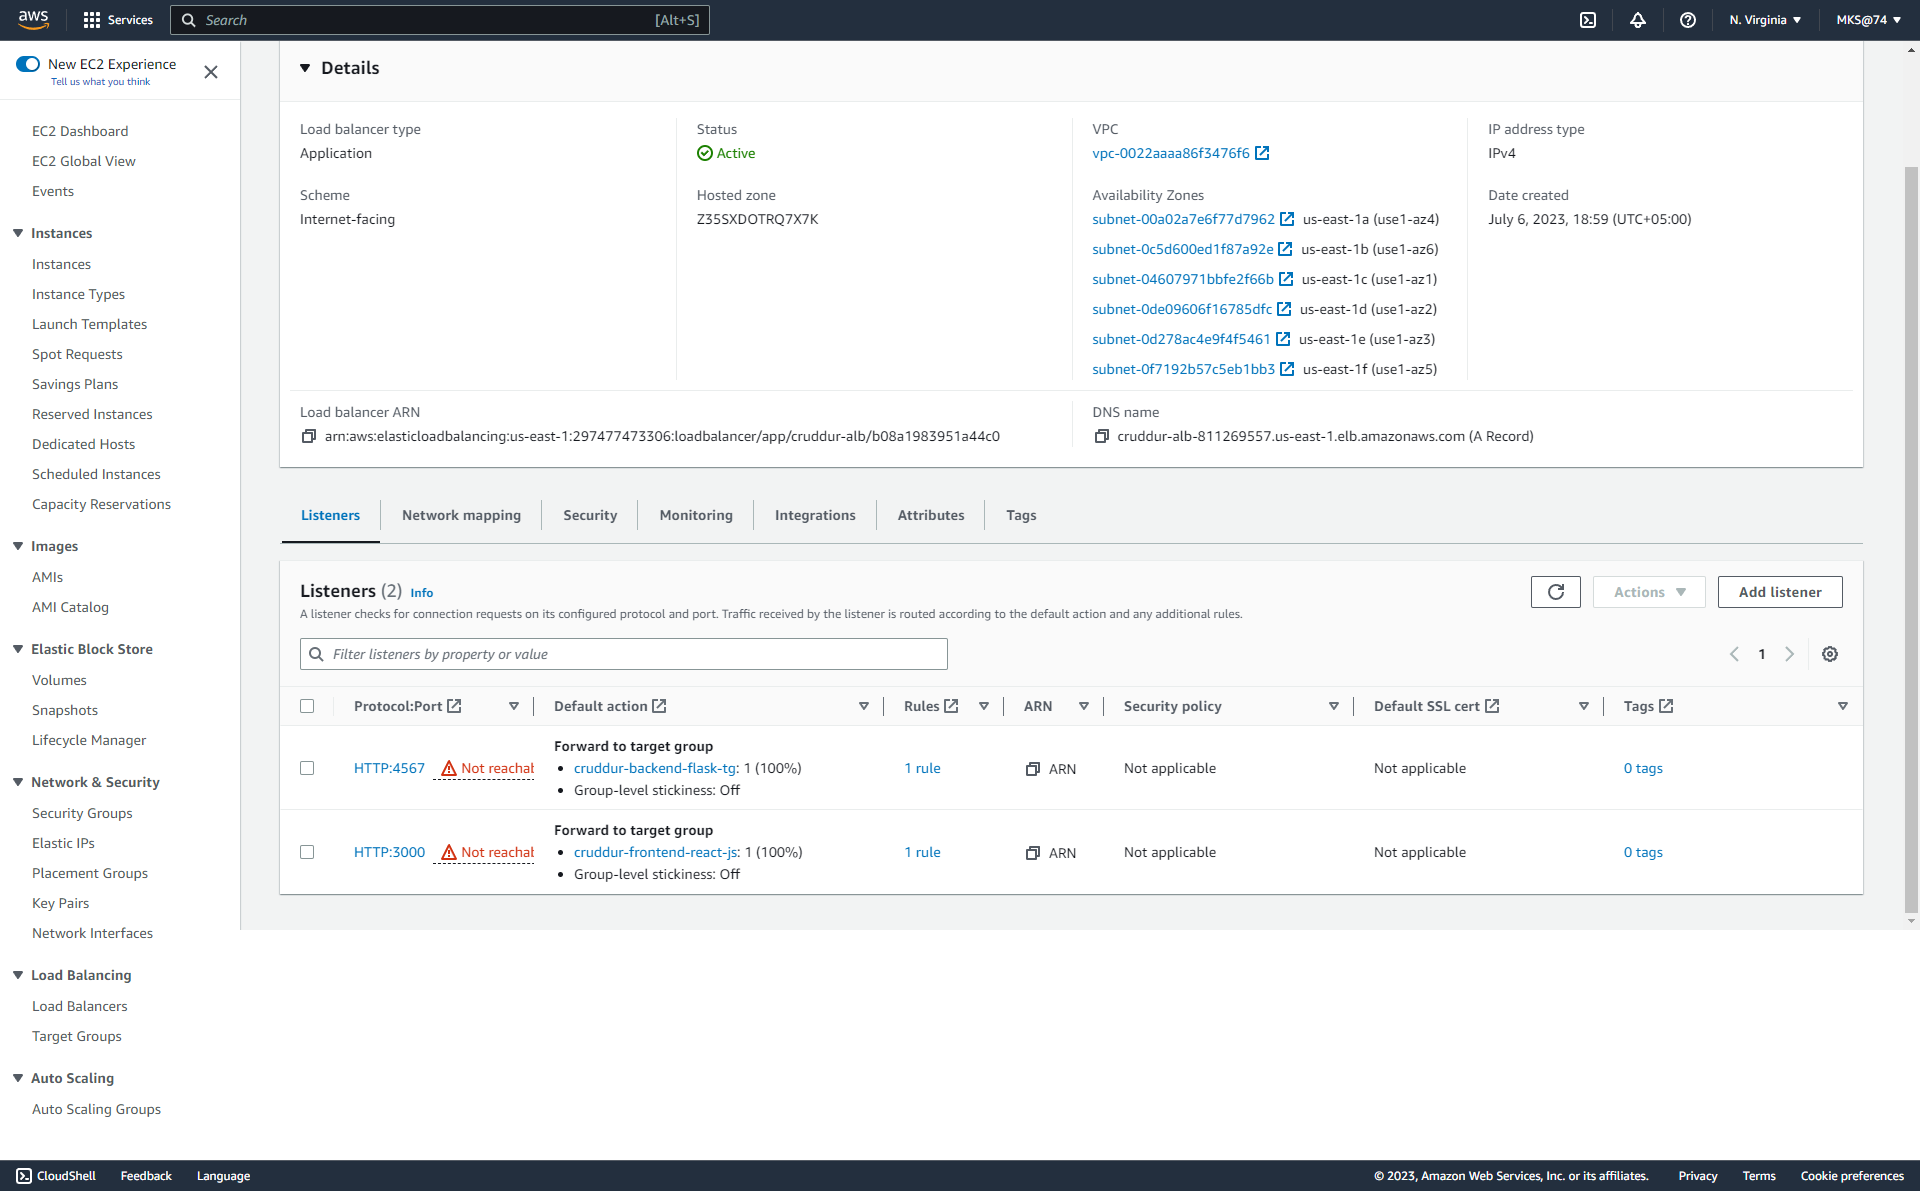 aws
Services
Search
[Alt+S]
N. Virginia
MKS@74
New EC2 Experience
Tell us what you think
EC2 Dashboard
EC2 Global View
Events
Instances
Instances
Instance Types
Launch Templates
Spot Requests
Savings Plans
Reserved Instances
Dedicated Hosts
Scheduled Instances
Capacity Reservations
Images
AMIs
AMI Catalog
Elastic Block Store
Volumes
Snapshots
Lifecycle Manager
Network & Security
Security Groups
Elastic IPs
Placement Groups
Key Pairs
Network Interfaces
Load Balancing
Load Balancers
Target Groups
Auto Scaling
Auto Scaling Groups
Details
Load balancer type
Application
Scheme
Internet-facing
Status
Active
Hosted zone
Z35SXDOTRQ7X7K
VPC
vpc-0022aaaa86f3476f6
Availability Zones
subnet-00a02a7e6f77d7962 us-east-1a (use1-az4)
subnet-0c5d600ed1f87a92e us-east-1b (use1-az6)
subnet-04607971bbfe2f66b us-east-1c (use1-az1)
subnet-0de09606f16785dfc us-east-1d (use1-az2)
subnet-0d278ac4e9f4f5461 us-east-1e (use1-az3)
subnet-0f7192b57c5eb1bb3 us-east-1f (use1-az5)
IP address type
IPv4
Date created
July 6, 2023, 18:59 (UTC+05:00)
Load balancer ARN
arn:aws:elasticloadbalancing:us-east-1:297477473306:loadbalancer/app/cruddur-alb/b08a1983951a44c0
DNS name
cruddur-alb-811269557.us-east-1.elb.amazonaws.com (A Record)
Listeners
Network mapping
Security
Monitoring
Integrations
Attributes
Tags
Listeners (2) Info
A listener checks for connection requests on its configured protocol and port. Traffic received by the listener is routed according to the default action and any additional rules.
Actions
Add listener
Filter listeners by property or value
1
Protocol:Port
Default action
Rules
ARN
Security policy
Default SSL cert
Tags
HTTP:4567
Not reachal
Forward to target group
• cruddur-backend-flask-tg: 1 (100%)
• Group-level stickiness: Off
1 rule
ARN
Not applicable
Not applicable
0 tags
HTTP:3000
Not reachal
Forward to target group
• cruddur-frontend-react-js: 1 (100%)
• Group-level stickiness: Off
1 rule
ARN
Not applicable
Not applicable
0 tags
CloudShell
Feedback
Language
© 2023, Amazon Web Services, Inc. or its affiliates.
Privacy
Terms
Cookie preferences